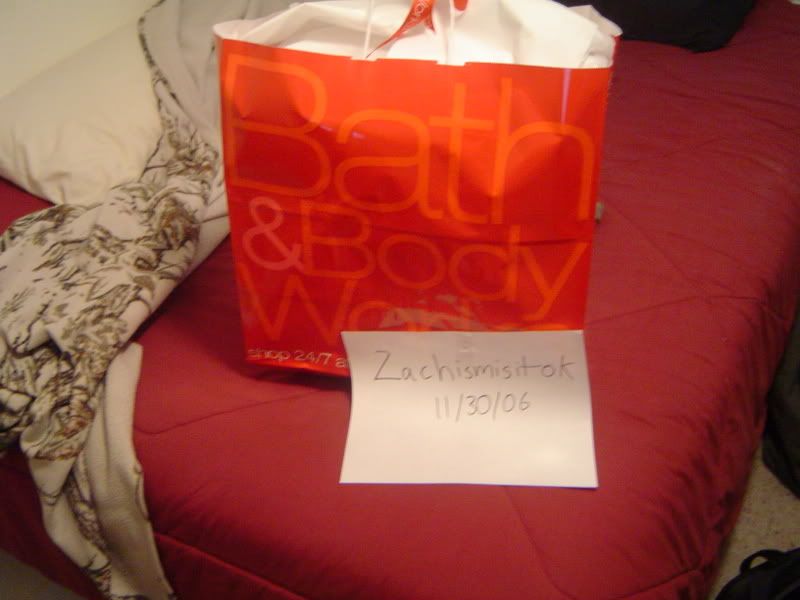 Bath
& Body
shop 24/7
Zachismisitok
11/30/06